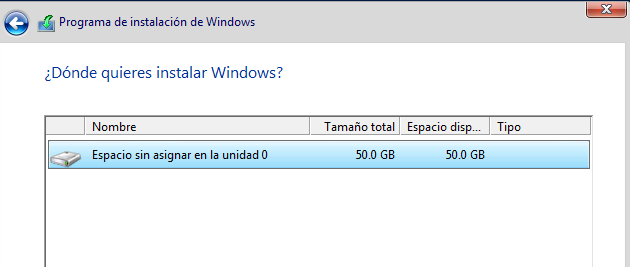 Programa de instalación de Windows
¿Dónde quieres instalar Windows?
Nombre Tamaño total Espacio disp... Tipo
Espacio sin asignar en la unidad 0 50.0 GB 50.0 GB